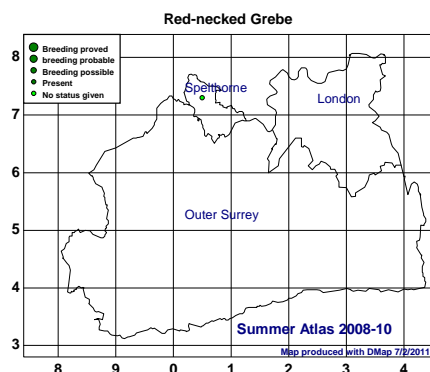 Red-necked Grebe
8
Breeding proved
breeding probable
Breeding possible
Present
No status given
Spelthorne
London
7
6
Outer Surrey
5
4
Summer Atlas 2008-10
3
Map produced with DMap 7/2/2011
8 9 0 1 2 3 4